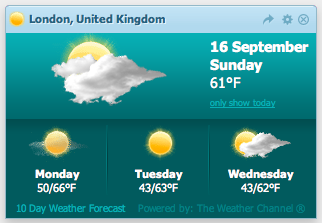 London, United Kingdom
16 September
Sunday
61°F
only show today
Monday
50/66°F
Tuesday
43/63°F
Wednesday
43/62°F
10 Day Weather Forecast
Powered by: The Weather Channel ®